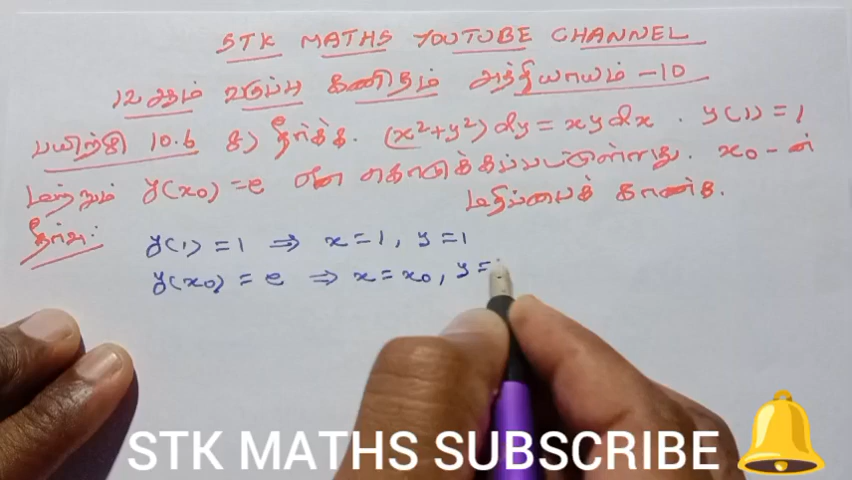 STK MATHS YOUTUBE CHANNEL
12 ஆம் வகுப்பு கணிதம் அத்தியாயம் - 10
பயிற்சி 10.6 8) தீர்க்க. (x²+y²) dy = xy dx . y(1) = 1
மற்றும் y(x₀) = e என கொடுக்கப்பட்டுள்ளது. x₀ - ன்
மதிப்பைக் காண்க.
தீர்வு:
y(1) = 1 ⇒ x = 1, y = 1
y(x₀) = e ⇒ x = x₀, y =
STK MATHS SUBSCRIBE